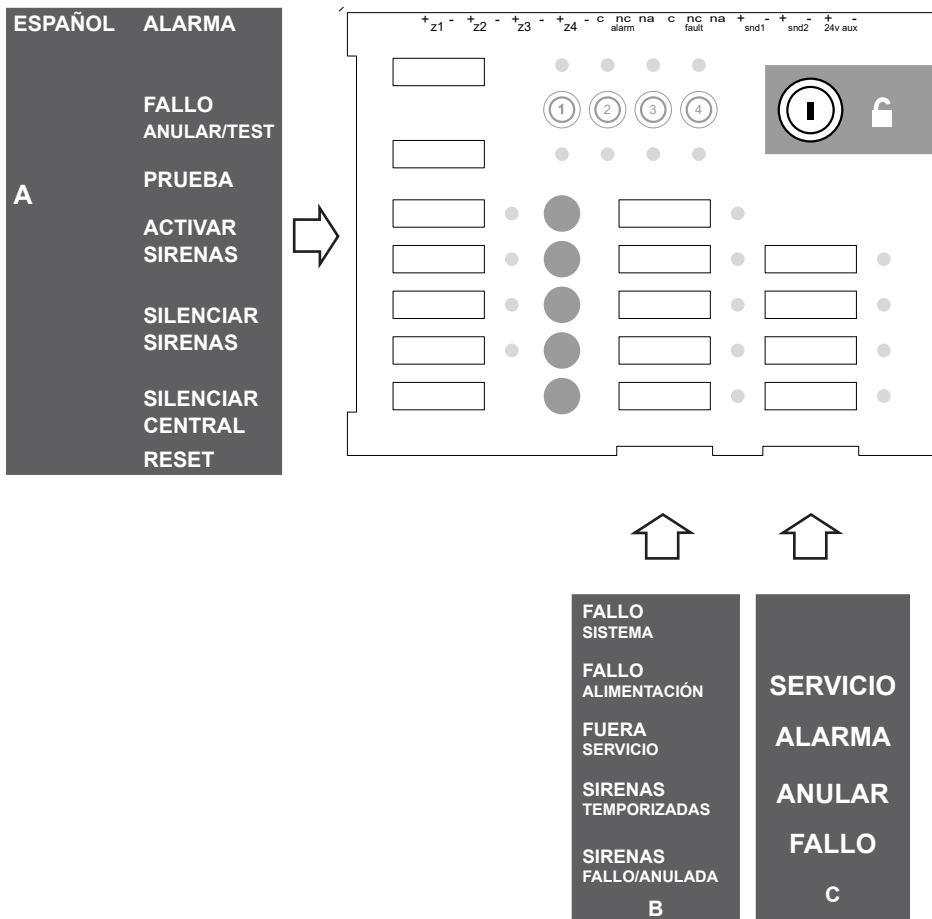 ESPAÑOL ALARMA
FALLO
ANULAR/TEST
PRUEBA
A
ACTIVAR
SIRENAS
SILENCIAR
SIRENAS
SILENCIAR
CENTRAL
RESET
+ - + - + - + - c nc na c nc na + - + - + -
z1 z2 z3 z4 alarm fault snd1 snd2 24v aux
1 2 3 4
FALLO
SISTEMA
FALLO
ALIMENTACIÓN
FUERA
SERVICIO
SIRENAS
TEMPORIZADAS
SIRENAS
FALLO/ANULADA
B
SERVICIO
ALARMA
ANULAR
FALLO
C